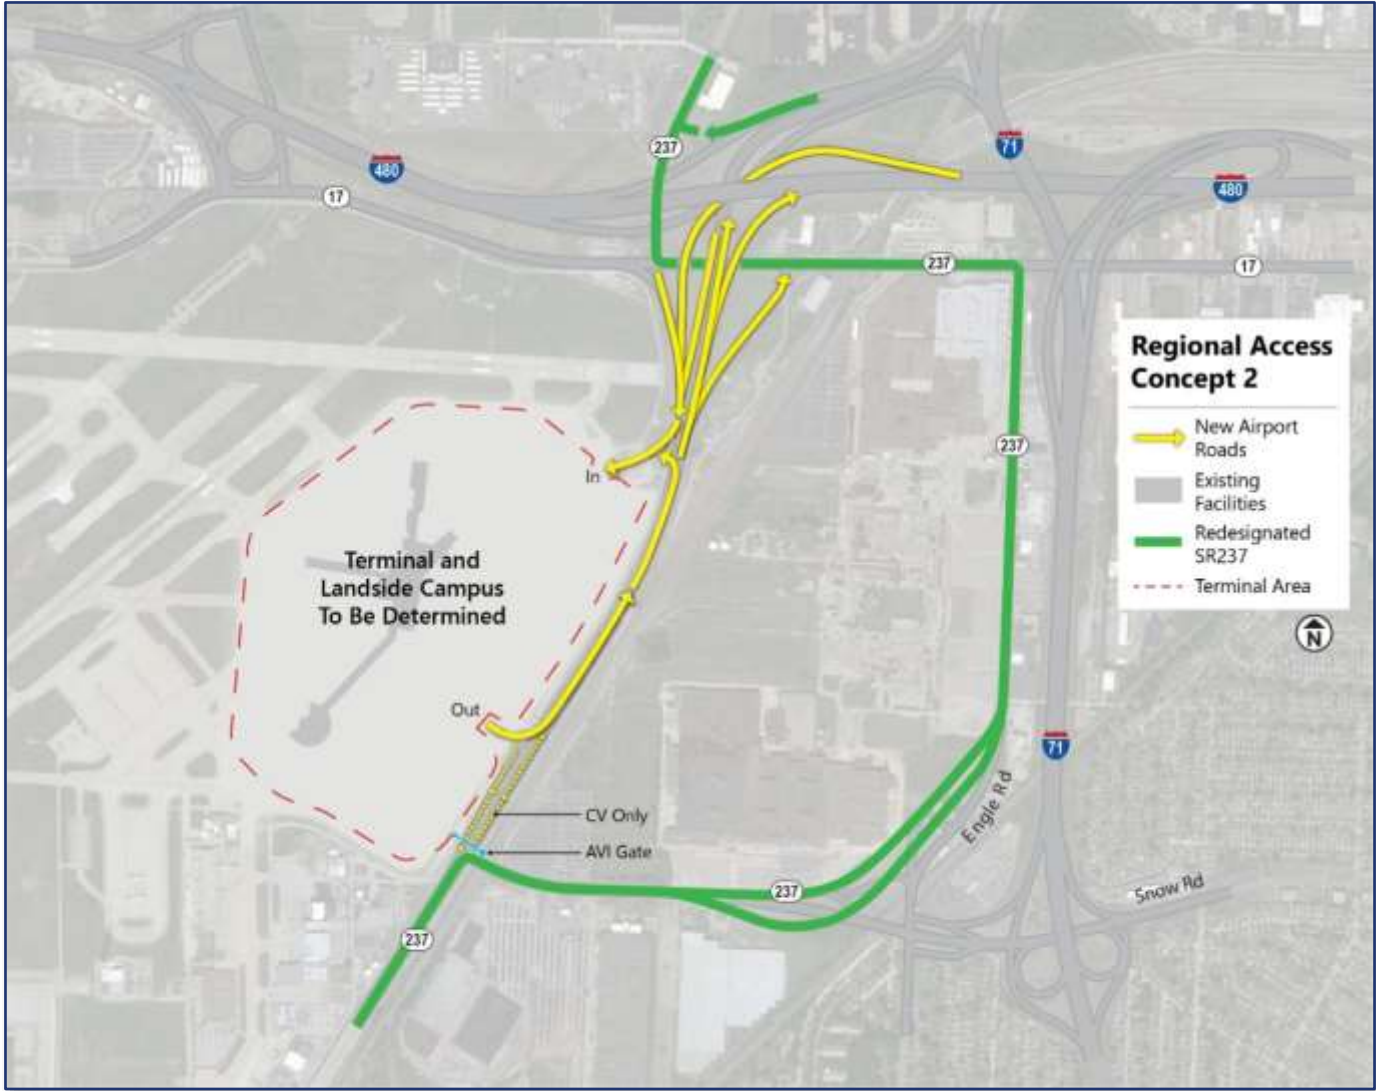 237
71
480
480
17
237
17
Regional Access
Concept 2
New Airport
Roads
Existing
Facilities
Redesignated
SR237
Terminal Area
N
237
In
Terminal and
Landside Campus
To Be Determined
Out
71
Engle Rd
CV Only
AVI Gate
237
Snow Rd
237